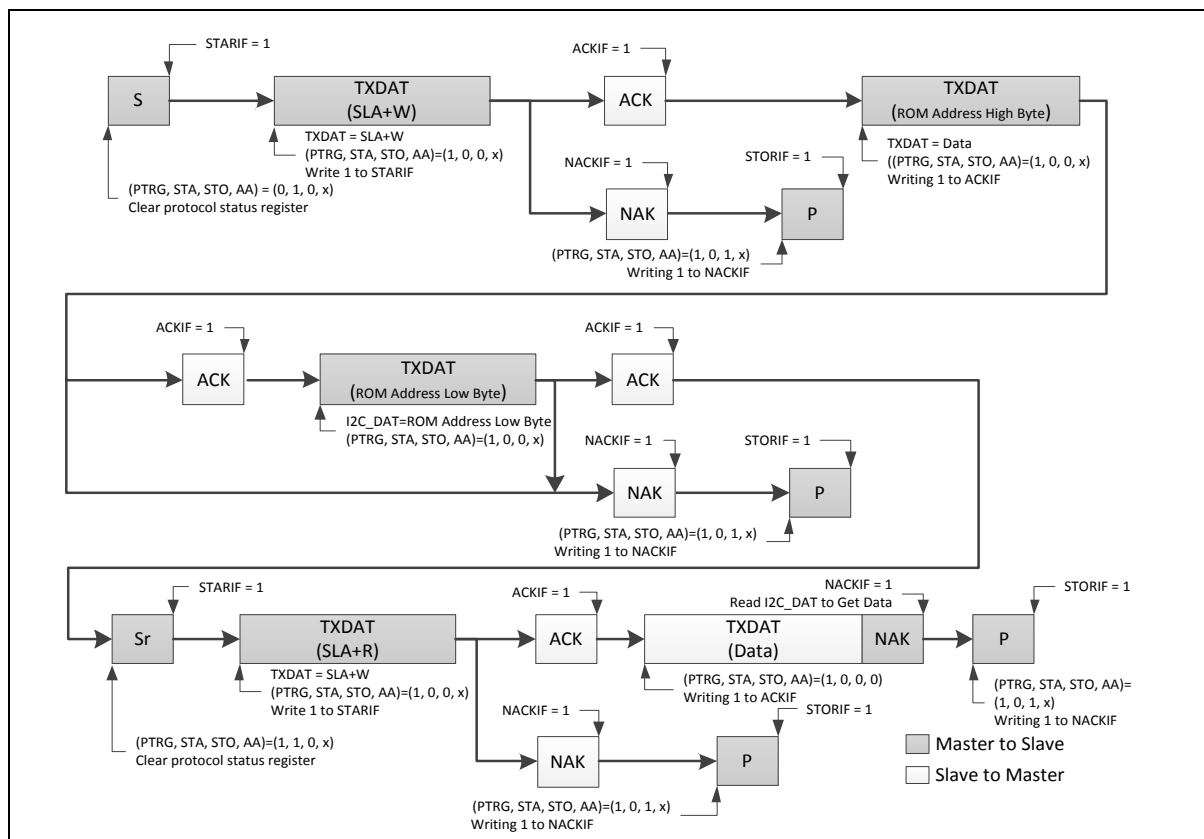 STARIF = 1
ACKIF = 1
S
TXDAT
(SLA+W)
ACK
TXDAT
(ROM Address High Byte)
TXDAT = SLA+W
(PTRG, STA, STO, AA)=(1, 0, 0, x)
Write 1 to STARIF
TXDAT = Data
((PTRG, STA, STO, AA)=(1, 0, 0, x)
Writing 1 to ACKIF
(PTRG, STA, STO, AA) = (0, 1, 0, x)
Clear protocol status register
NACKIF = 1
STORIF = 1
NAK
P
(PTRG, STA, STO, AA)=(1, 0, 1, x)
Writing 1 to NACKIF
ACKIF = 1
ACKIF = 1
ACK
TXDAT
(ROM Address Low Byte)
ACK
I2C_DAT=ROM Address Low Byte
(PTRG, STA, STO, AA)=(1, 0, 0, x)
NACKIF = 1
STORIF = 1
NAK
P
(PTRG, STA, STO, AA)=(1, 0, 1, x)
Writing 1 to NACKIF
STARIF = 1
ACKIF = 1
NACKIF = 1
Read I2C_DAT to Get Data
STORIF = 1
Sr
TXDAT
(SLA+R)
ACK
TXDAT
(Data)
NAK
P
TXDAT = SLA+W
(PTRG, STA, STO, AA)=(1, 0, 0, x)
Write 1 to STARIF
(PTRG, STA, STO, AA)=(1, 0, 0, 0)
Writing 1 to ACKIF
(PTRG, STA, STO, AA)=
(1, 0, 1, x)
Writing 1 to NACKIF
(PTRG, STA, STO, AA)=(1, 1, 0, x)
Clear protocol status register
NACKIF = 1
STORIF = 1
NAK
P
(PTRG, STA, STO, AA)=(1, 0, 1, x)
Writing 1 to NACKIF
Master to Slave
Slave to Master